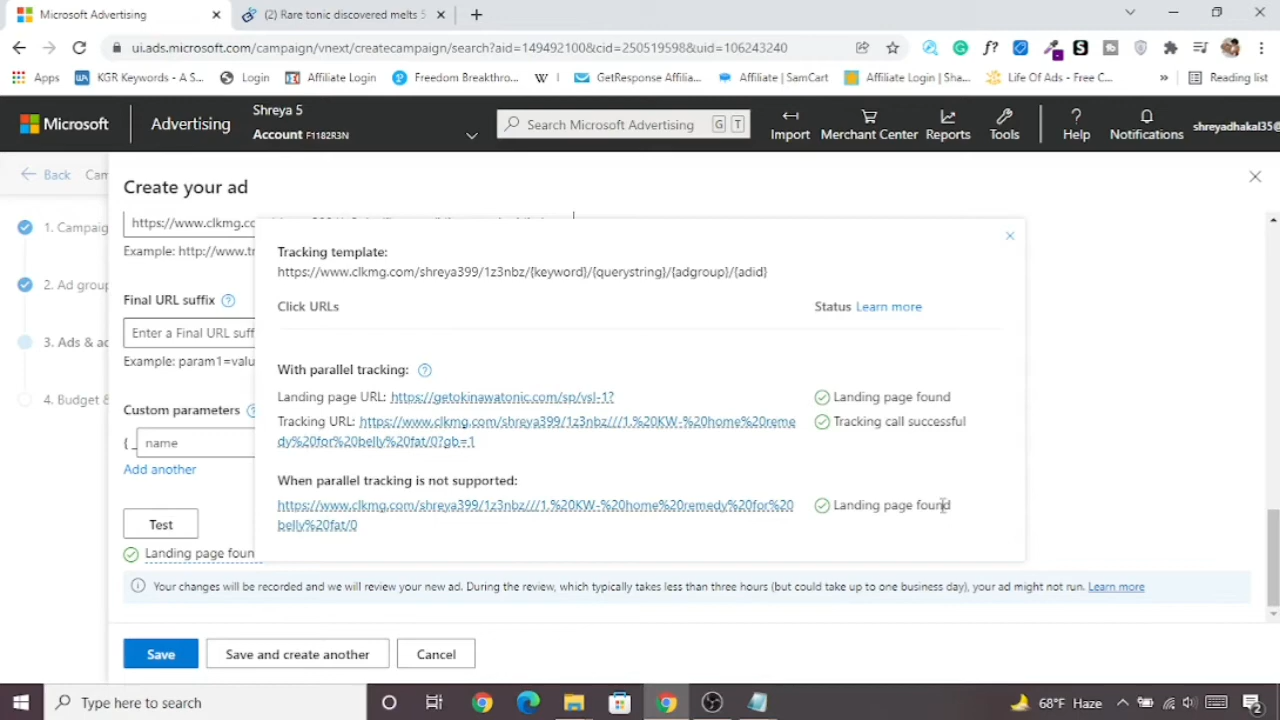 Microsoft Advertising
(2) Rare tonic discovered melts 5
ui.ads.microsoft.com/campaign/vnext/createcampaign/search?aid=149492100&cid=250519598&uid=106243240
Apps
KGR Keywords - A S...
Login
Affiliate Login
Freedom Breakthro...
GetResponse Affilia...
Affiliate | SamCart
Affiliate Login | Sha...
Life Of Ads - Free C...
»
Reading list
Microsoft
Advertising
Shreya 5
Account F1182R3N
Search Microsoft Advertising G T
Import
Merchant Center
Reports
Tools
Help
Notifications
shreyadhakal35@
Back
Cam
Create your ad
1. Campaig
2. Ad group
3. Ads & ad
4. Budget &
https://www.clkmg.co
Example: http://www.tr
Final URL suffix
Enter a Final URL suff
Example: param1=valu
Custom parameters
{_ name
Add another
Test
Landing page foun
Tracking template:
https://www.clkmg.com/shreya399/1z3nbz/{keyword}/{querystring}/{adgroup}/{adid}
Click URLs
Status Learn more
With parallel tracking:
Landing page URL: https://getokinawatonic.com/sp/vsl-1?
Landing page found
Tracking URL: https://www.clkmg.com/shreya399/1z3nbz///1.%20KW-%20home%20reme
dy%20for%20belly%20fat/0?gb=1
Tracking call successful
When parallel tracking is not supported:
https://www.clkmg.com/shreya399/1z3nbz///1.%20KW-%20home%20remedy%20for%20
belly%20fat/0
Landing page found
Your changes will be recorded and we will review your new ad. During the review, which typically takes less than three hours (but could take up to one business day), your ad might not run. Learn more
Save
Save and create another
Cancel
Type here to search
68°F Haze
2